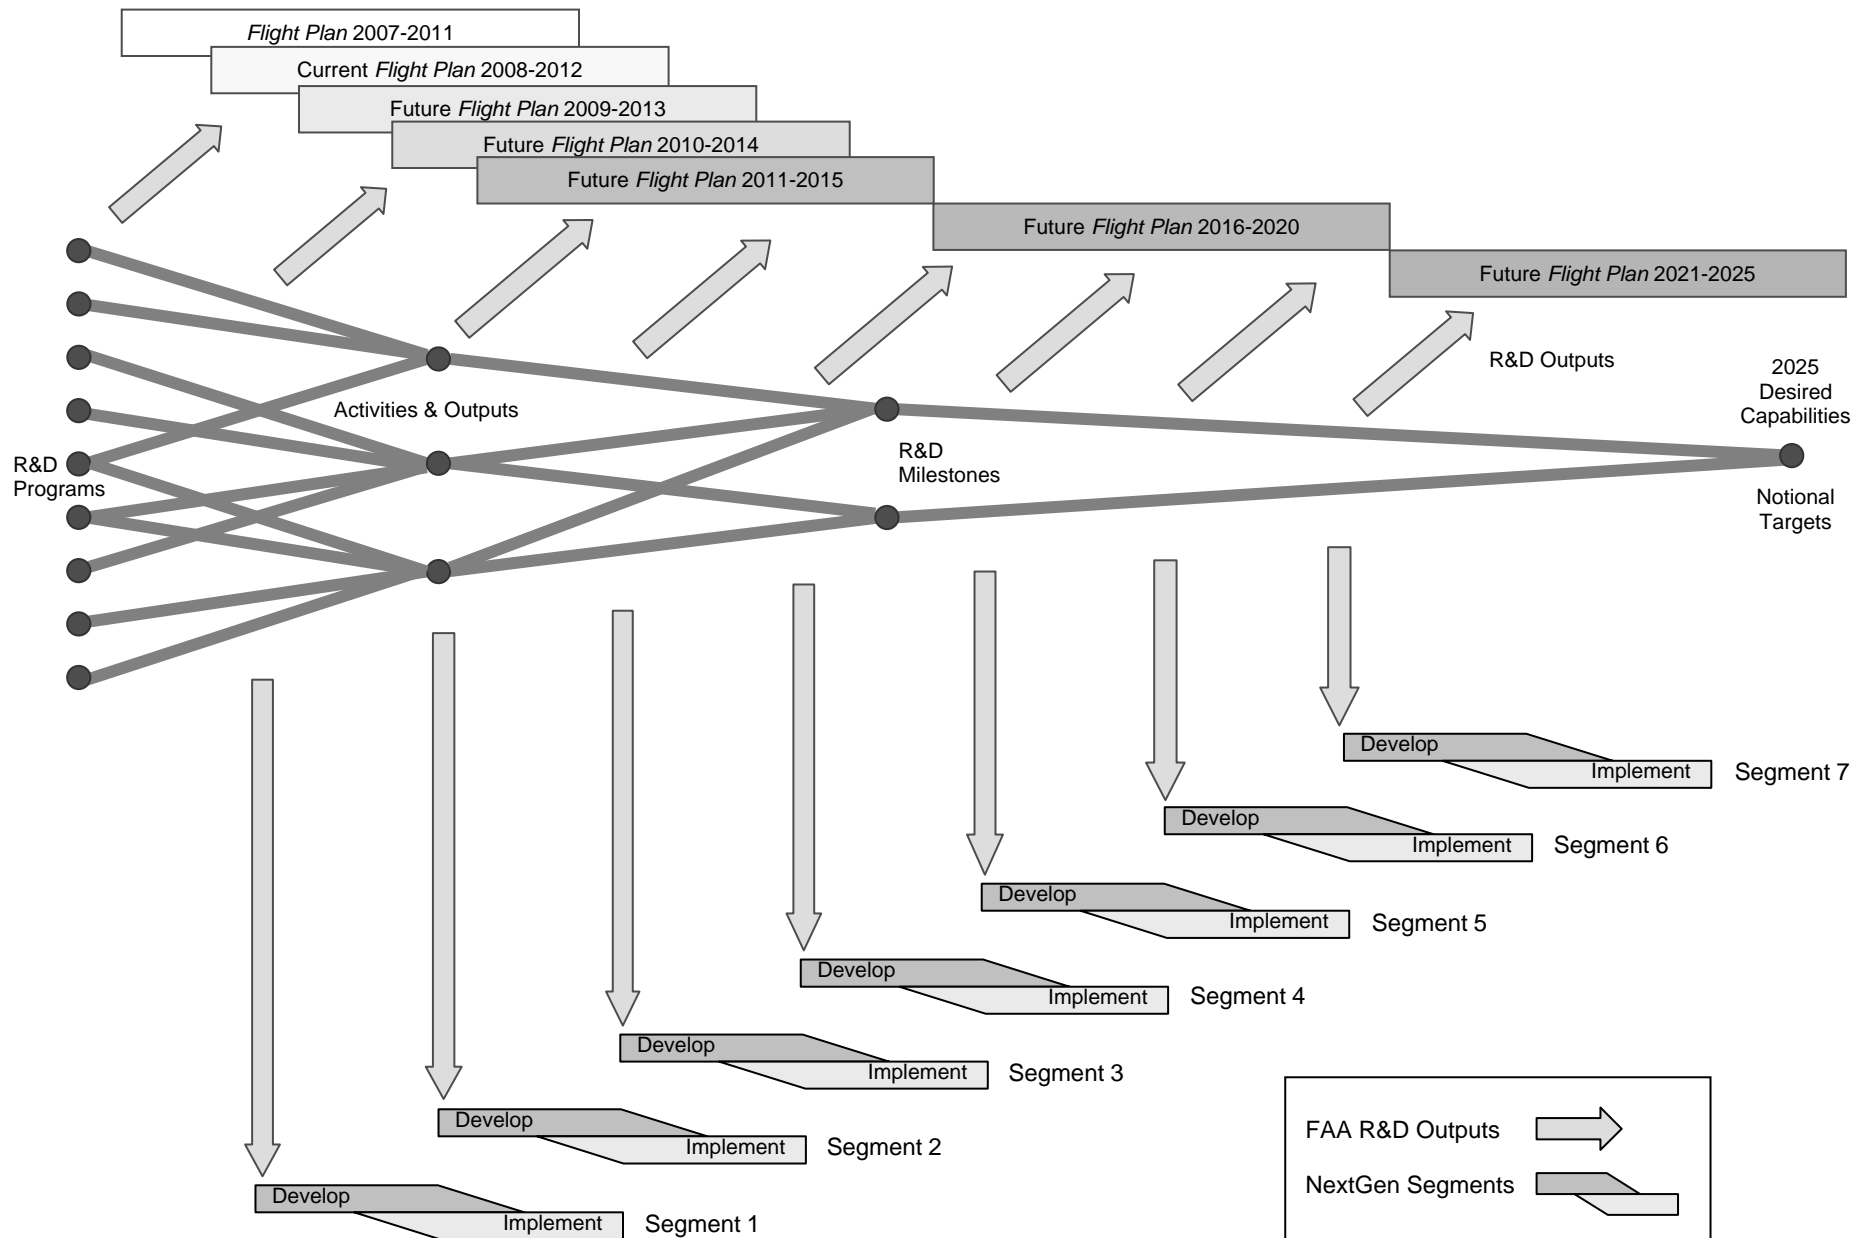 Flight Plan 2007-2011
Current Flight Plan 2008-2012
Future Flight Plan 2009-2013
Future Flight Plan 2010-2014
Future Flight Plan 2011-2015
Future Flight Plan 2016-2020
Future Flight Plan 2021-2025
R&D Outputs
2025
Desired
Capabilities
Activities & Outputs
R&D
Programs
R&D
Milestones
Notional
Targets
Develop
Implement
Segment 7
Develop
Implement
Segment 6
Develop
Implement
Segment 5
Develop
Implement
Segment 4
Develop
Implement
Segment 3
Develop
Implement
Segment 2
Develop
Implement
Segment 1
FAA R&D Outputs
NextGen Segments